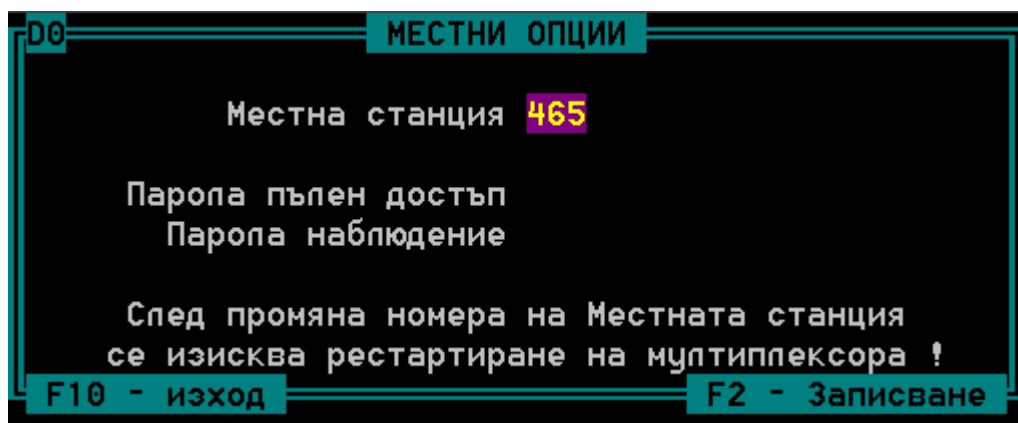 D0 МЕСТНИ ОПЦИИ
Местна станция 465
Парола пълен достъп
Парола наблюдение
След промяна номера на Местната станция
се изисква рестартиране на мултиплексора !
F10 - изход F2 - Записване